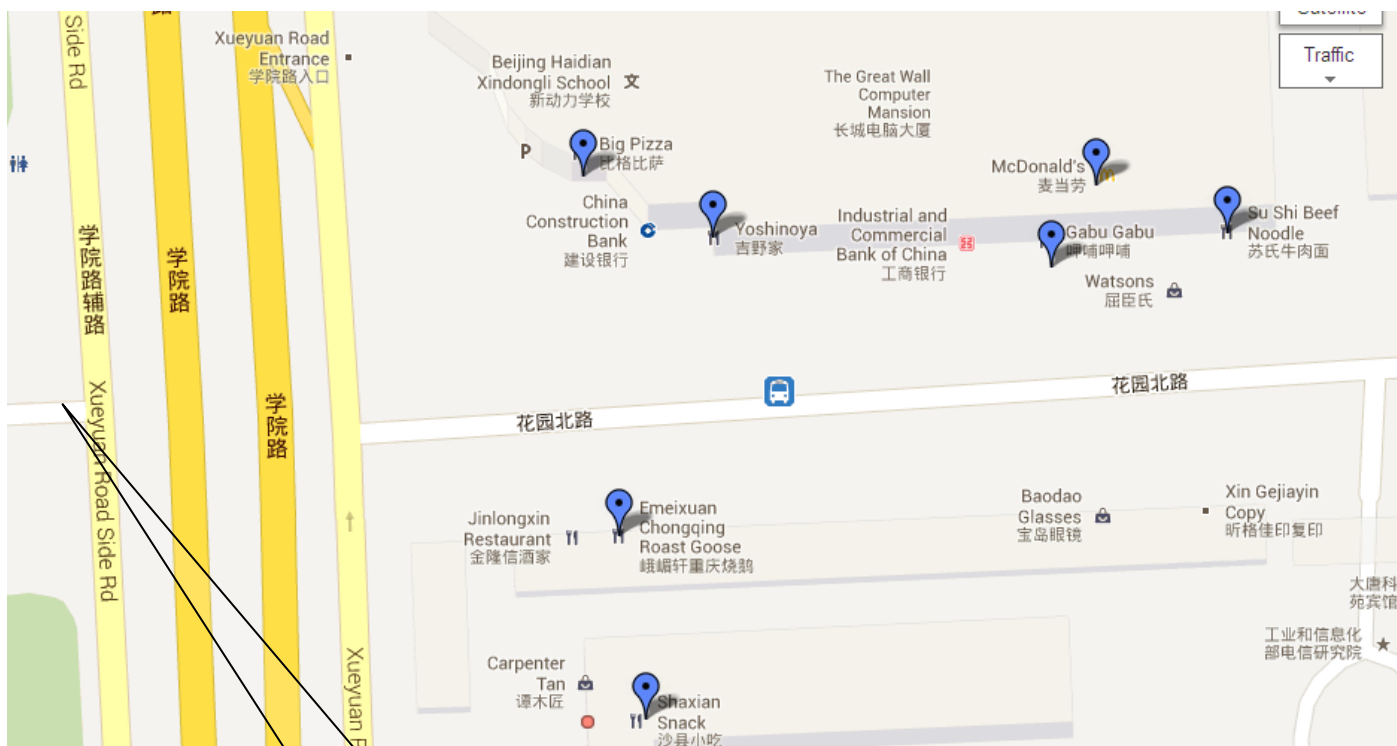 Side Rd
路
Xueyuan Road
Entrance
学院路入口
Beijing Haidian
Xindongli School 文
新动力学校
The Great Wall
Computer
Mansion
长城电脑大厦
Satellite
Traffic
P
Big Pizza
比格比萨
McDonald's
麦当劳
China
Construction
Bank
建设银行
Yoshinoya
吉野家
Industrial and
Commercial
Bank of China
工商银行
Gabu Gabu
呷哺呷哺
Su Shi Beef
Noodle
苏氏牛肉面
Watsons
屈臣氏
学院路辅路
学院路
学院路
Xueyuan Road Side Rd
花园北路
花园北路
Jinlongxin
Restaurant
金隆信酒家
Emeixuan
Chongqing
Roast Goose
峨嵋轩重庆烧鹅
Baodao
Glasses
宝岛眼镜
Xin Gejiayin
Copy
昕格佳印复印
大唐科
苑宾馆
工业和信息化
部电信研究院
Carpenter
Tan
谭木匠
Shaxian
Snack
沙县小吃
Xueyuan R